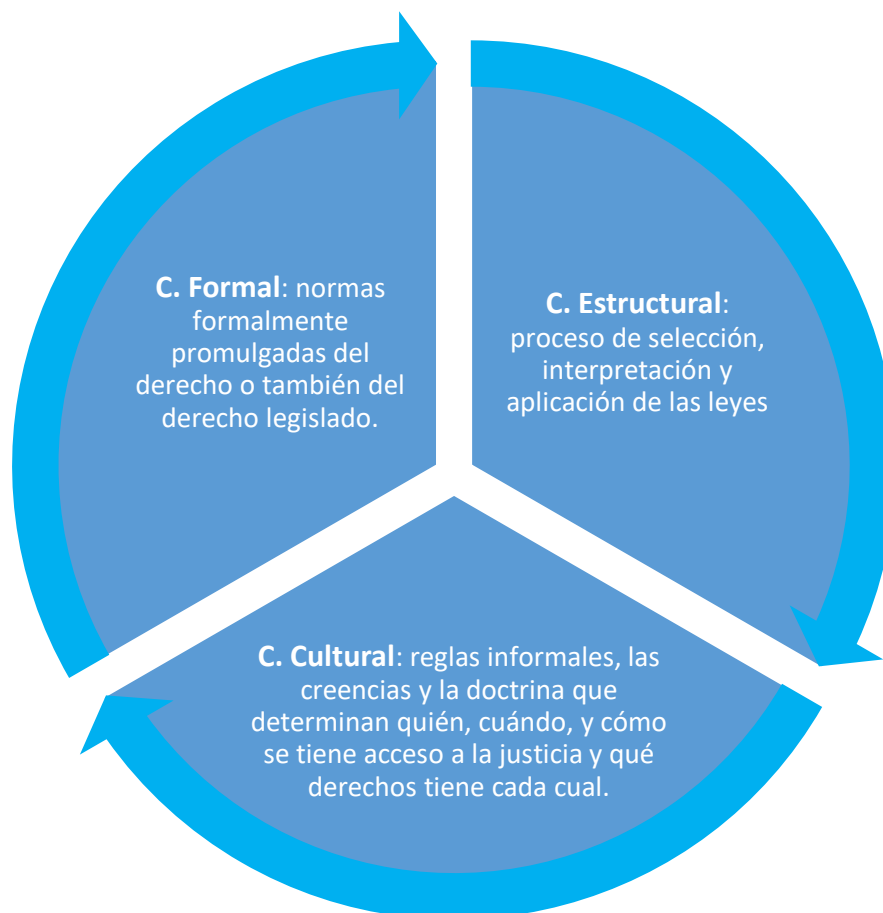 C. Formal: normas
formalmente
promulgadas del
derecho o también del
derecho legislado.
C. Estructural:
proceso de selección,
interpretación y
aplicación de las leyes
C. Cultural: reglas informales, las
creencias y la doctrina que
determinan quién, cuándo, y cómo
se tiene acceso a la justicia y qué
derechos tiene cada cual.